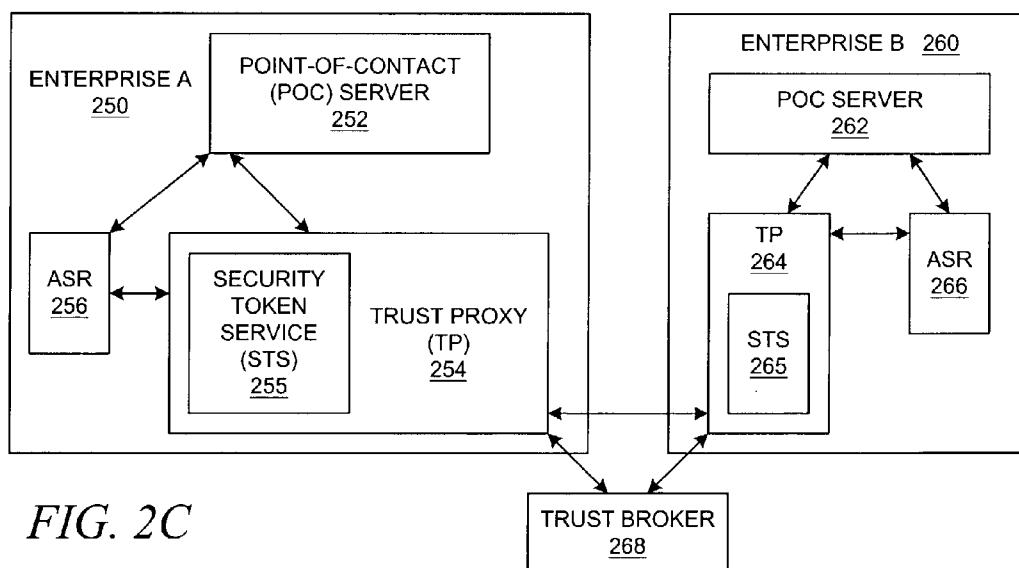 ENTERPRISE A
250
POINT-OF-CONTACT
(POC) SERVER
252
ASR
256
SECURITY
TOKEN
SERVICE
(STS)
255
TRUST PROXY
(TP)
254
ENTERPRISE B 260
POC SERVER
262
TP
264
STS
265
ASR
266
TRUST BROKER
268
FIG. 2C